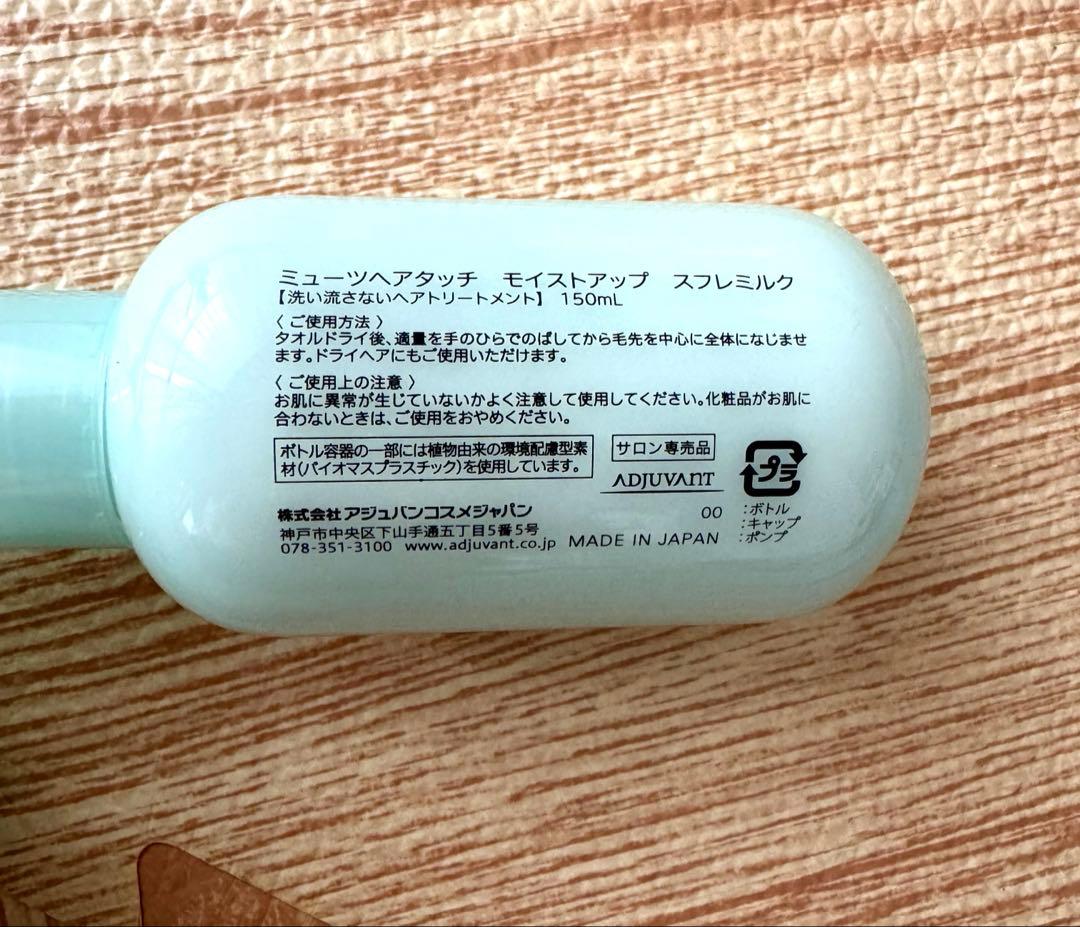 ミューツヘアタッチ　モイストアップ　スフレミルク
【洗い流さないヘアトリートメント】 150mL
〈 ご使用方法 〉
タオルドライ後、適量を手のひらでのばしてから毛先を中心に全体になじませ
ます。ドライヘアにもご使用いただけます。
〈 ご使用上の注意 〉
お肌に異常が生じていないかよく注意して使用してください。化粧品がお肌に
合わないときは、ご使用をおやめください。
ボトル容器の一部には植物由来の環境配慮型素
材(バイオマスプラスチック)を使用しています。
サロン専売品
ADJUVANT
プラ
:ボトル
:キャップ
:ポンプ
株式会社アジュバンコスメジャパン
神戸市中央区下山手通五丁目5番5号
078-351-3100 www.adjuvant.co.jp
00
MADE IN JAPAN